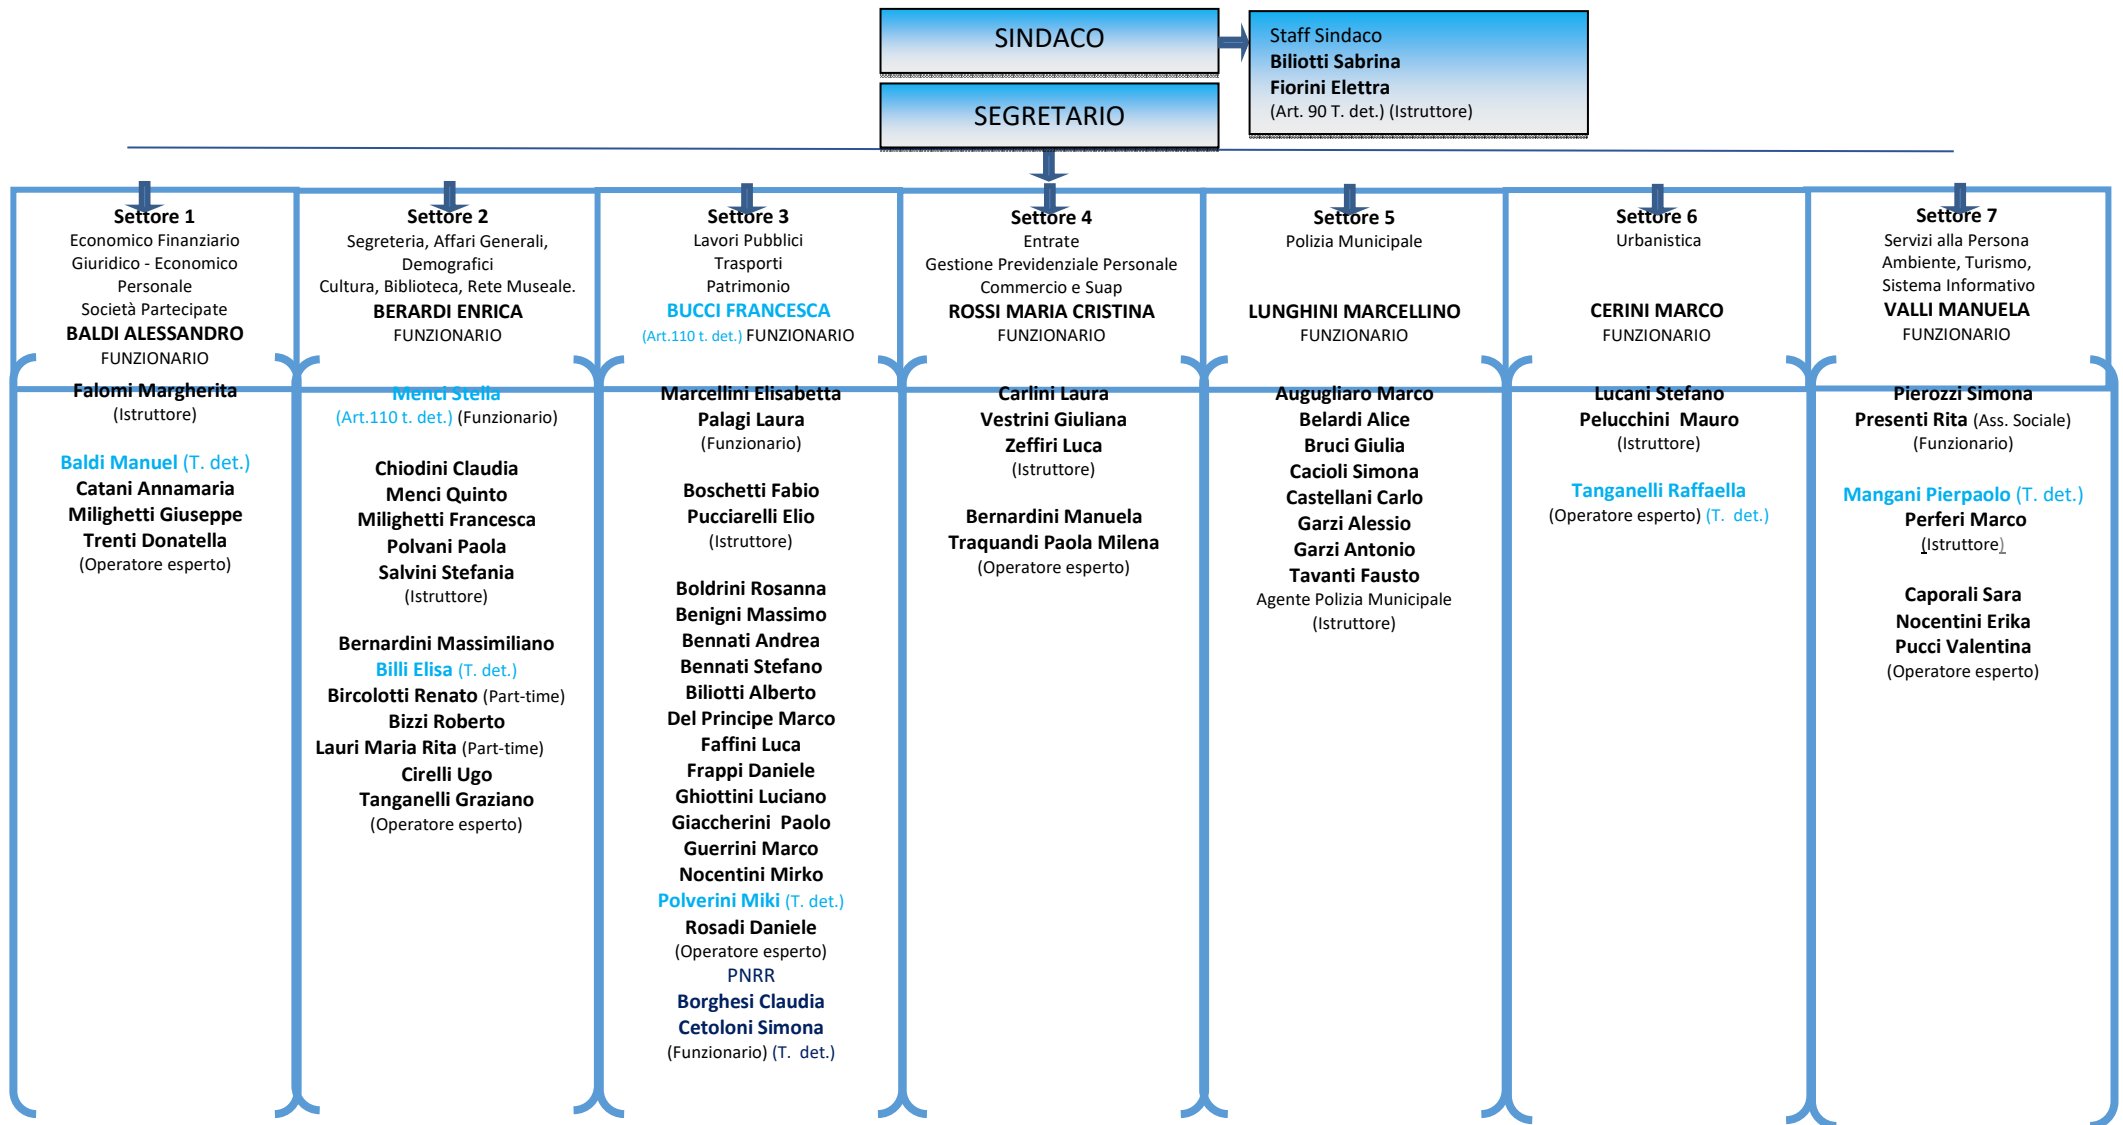 SINDACO
Staff Sindaco
Biliotti Sabrina
Fiorini Elettra
(Art. 90 T. det.) (Istruttore)
SEGRETARIO
Settore 1
Economico Finanziario
Giuridico - Economico
Personale
Società Partecipate
BALDI ALESSANDRO
FUNZIONARIO
Falomi Margherita
(Istruttore)
Baldi Manuel (T. det.)
Catani Annamaria
Milighetti Giuseppe
Trenti Donatella
(Operatore esperto)
Settore 2
Segreteria, Affari Generali,
Demografici
Cultura, Biblioteca, Rete Museale.
BERARDI ENRICA
FUNZIONARIO
Menci Stella
(Art.110 t. det.) (Funzionario)
Chiodini Claudia
Menci Quinto
Milighetti Francesca
Polvani Paola
Salvini Stefania
(Istruttore)
Bernardini Massimiliano
Billi Elisa (T. det.)
Bircolotti Renato (Part-time)
Bizzi Roberto
Lauri Maria Rita (Part-time)
Cirelli Ugo
Tanganelli Graziano
(Operatore esperto)
Settore 3
Lavori Pubblici
Trasporti
Patrimonio
BUCCI FRANCESCA
(Art.110 t. det.) FUNZIONARIO
Marcellini Elisabetta
Palagi Laura
(Funzionario)
Boschetti Fabio
Pucciarelli Elio
(Istruttore)
Boldrini Rosanna
Benigni Massimo
Bennati Andrea
Bennati Stefano
Biliotti Alberto
Del Principe Marco
Faffini Luca
Frappi Daniele
Ghiottini Luciano
Giaccherini Paolo
Guerrini Marco
Nocentini Mirko
Polverini Miki (T. det.)
Rosadi Daniele
(Operatore esperto)
PNRR
Borghesi Claudia
Cetoloni Simona
(Funzionario) (T. det.)
Settore 4
Entrate
Gestione Previdenziale Personale
Commercio e Suap
ROSSI MARIA CRISTINA
FUNZIONARIO
Carlini Laura
Vestrini Giuliana
Zeffiri Luca
(Istruttore)
Bernardini Manuela
Traquandi Paola Milena
(Operatore esperto)
Settore 5
Polizia Municipale
LUNGHINI MARCELLINO
FUNZIONARIO
Augugliaro Marco
Belardi Alice
Bruci Giulia
Cacioli Simona
Castellani Carlo
Garzi Alessio
Garzi Antonio
Tavanti Fausto
Agente Polizia Municipale
(Istruttore)
Settore 6
Urbanistica
CERINI MARCO
FUNZIONARIO
Lucani Stefano
Pelucchini Mauro
(Istruttore)
Tanganelli Raffaella
(Operatore esperto) (T. det.)
Settore 7
Servizi alla Persona
Ambiente, Turismo,
Sistema Informativo
VALLI MANUELA
FUNZIONARIO
Pierozzi Simona
Presenti Rita (Ass. Sociale)
(Funzionario)
Mangani Pierpaolo (T. det.)
Perferi Marco
(Istruttore)
Caporali Sara
Nocentini Erika
Pucci Valentina
(Operatore esperto)